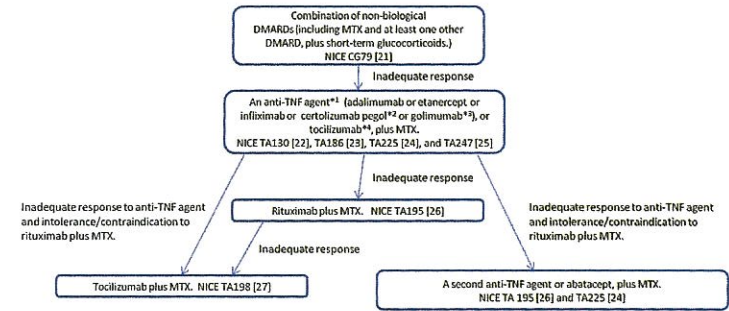 Combination of non-biological
DMARDs (including MTX and at least one other
DMARD, plus short-term glucocorticoids.)
NICE CG79 [21]
Inadequate response
An anti-TNF agent*1 (adalimumab or etanercept or
infliximab or certolizumab pegol*2 or golimumab*3), or
tocilizumab*4, plus MTX.
NICE TA130 [22], TA186 [23], TA225 [24], and TA247 [25]
Inadequate response
Inadequate response to anti-TNF agent
and intolerance/contraindication to
rituximab plus MTX.
Rituximab plus MTX. NICE TA195 [26]
Inadequate response to anti-TNF agent
and intolerance/contraindication to
rituximab plus MTX.
Inadequate response
Tocilizumab plus MTX. NICE TA198 [27]
A second anti-TNF agent or abatacept, plus MTX.
NICE TA 195 [26] and TA225 [24]